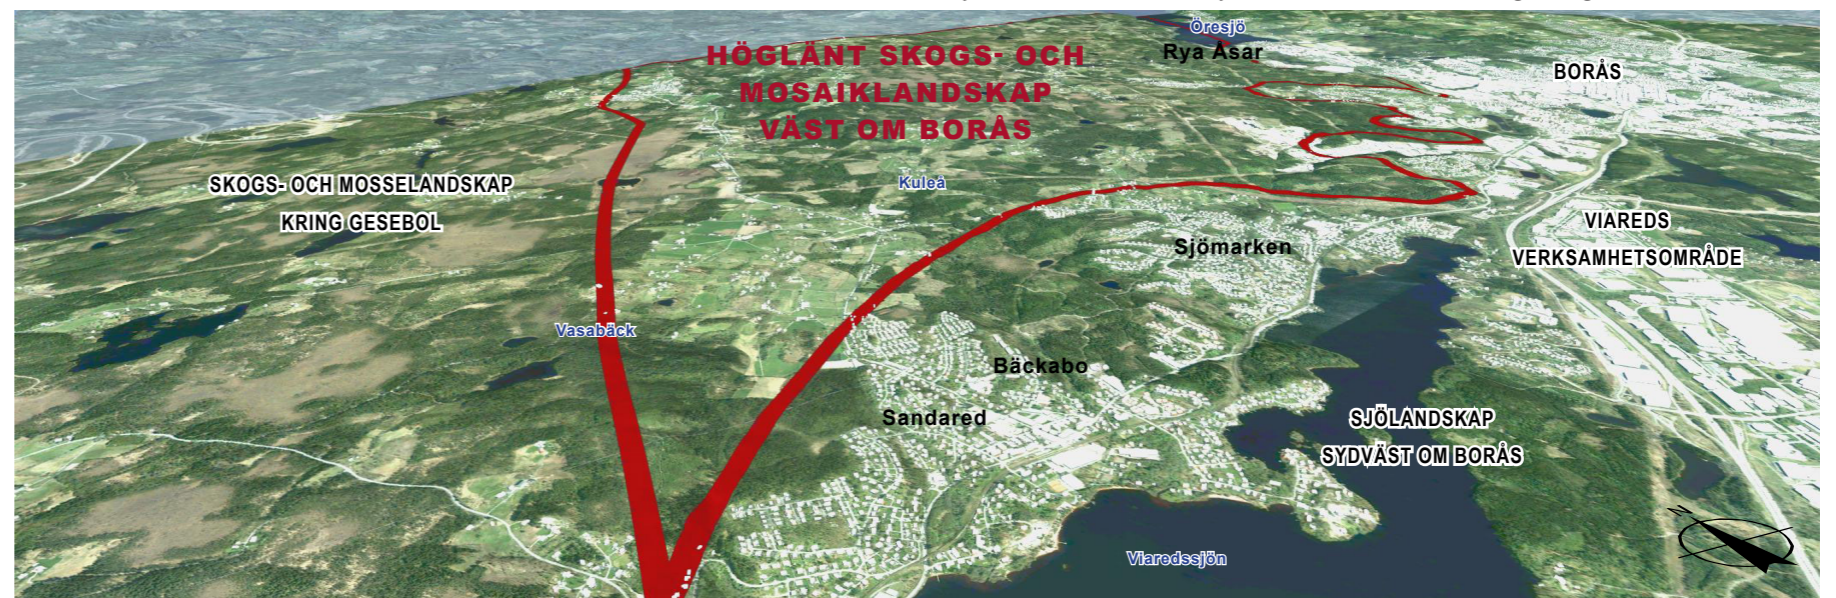 Öresjö
Rya Åsar
HÖGLÄNT SKOGS- OCH
MOSAIKLANDSKAP
VÄST OM BORÅS
BORÅS
SKOGS- OCH MOSSELANDSKAP
KRING GESEBOL
Kuleå
VIAREDS
VERKSAMHETSOMRÅDE
Sjömarken
Vasabäck
Bäckabo
Sandared
SJÖLANDSKAP
SYDVÄST OM BORÅS
Viaredssjön
N